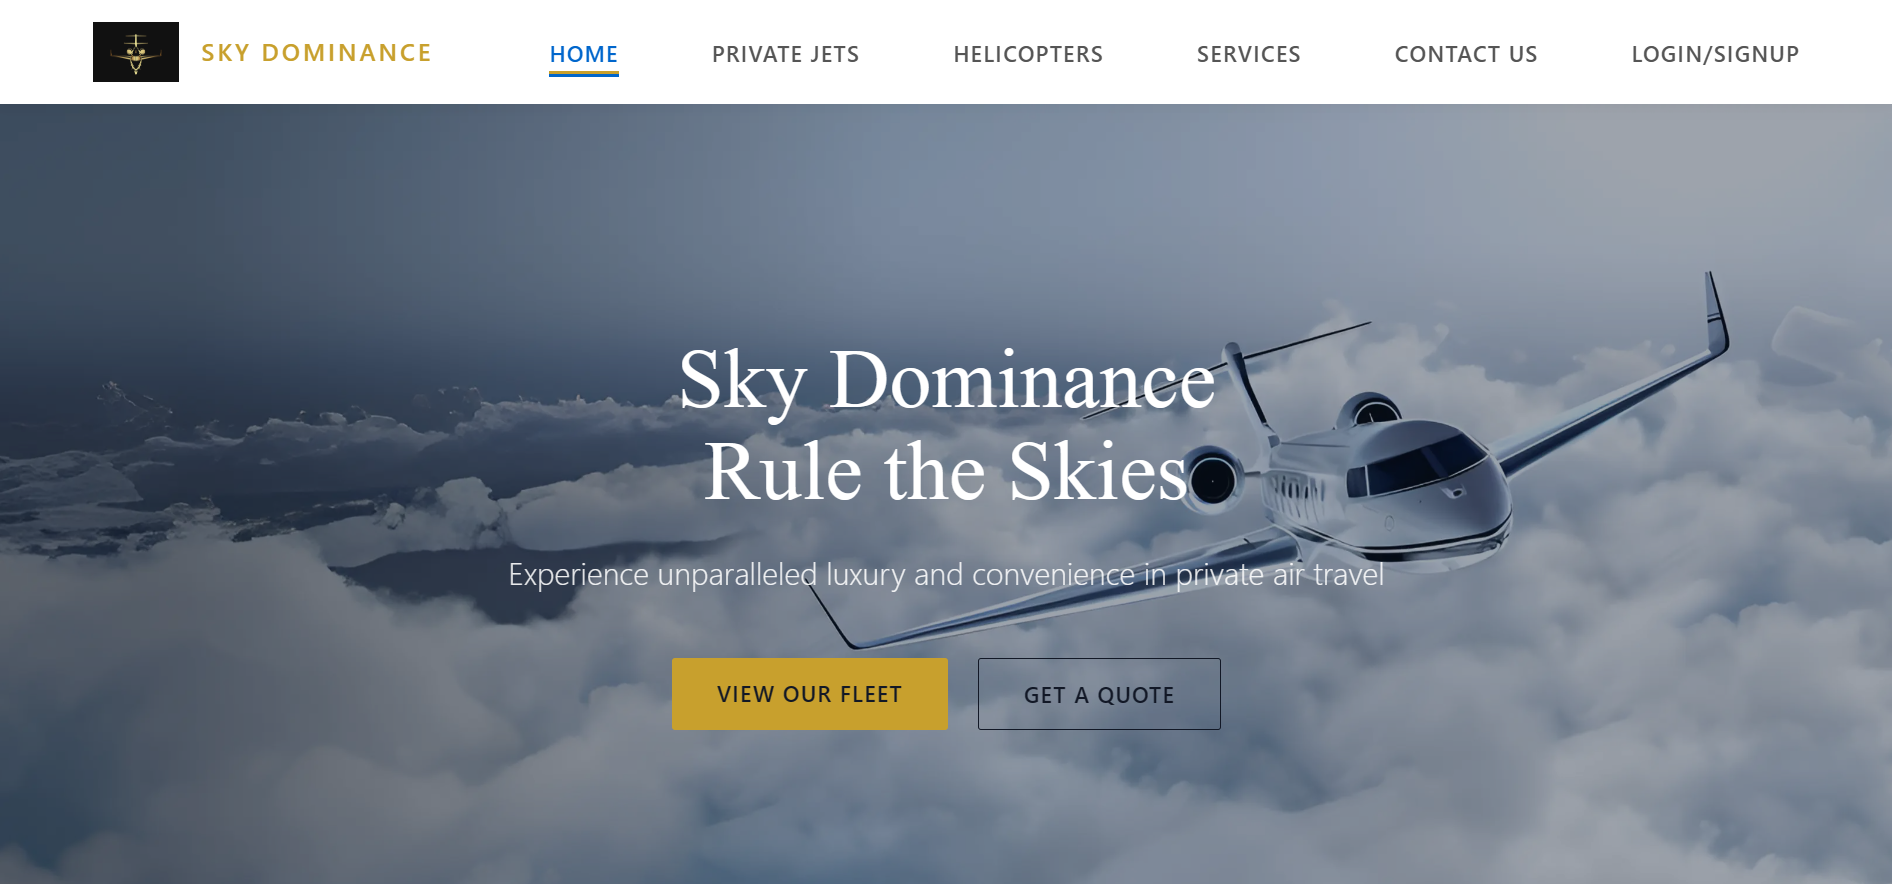 SKY DOMINANCE
HOME
PRIVATE JETS
HELICOPTERS
SERVICES
CONTACT US
LOGIN/SIGNUP
Sky Dominance
Rule the Skies
Experience unparalleled luxury and convenience in private air travel
VIEW OUR FLEET
GET A QUOTE